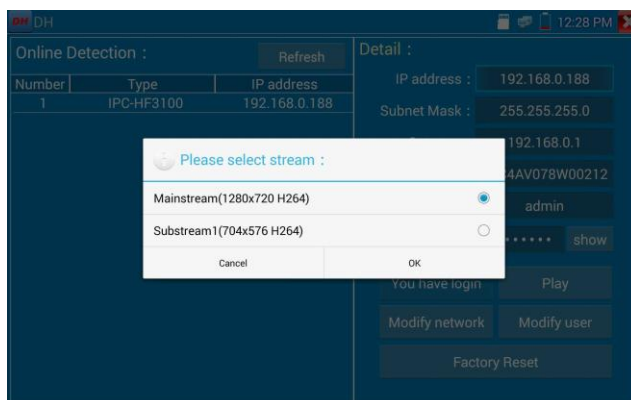 DH DH
12:28 PM
Online Detection :
Refresh
Number Type IP address
1 IPC-HF3100 192.168.0.188
Detail :
IP address : 192.168.0.188
Subnet Mask : 255.255.255.0
192.168.0.1
4AV078W00212
admin
•••••• show
You have login Play
Modify network Modify user
Factory Reset
Please select stream :
Mainstream(1280x720 H264)
Substream1(704x576 H264)
Cancel OK